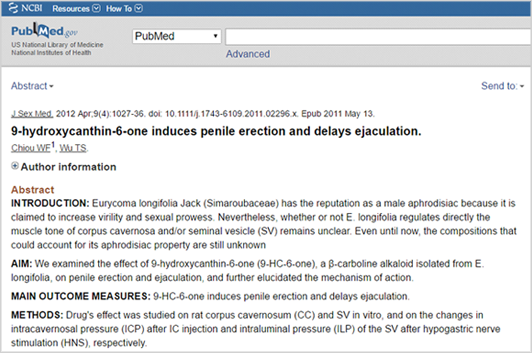 NCBI Resources How To
PubMed.gov
US National Library of Medicine
National Institutes of Health
PubMed
Advanced
Abstract Send to:
J Sex Med. 2012 Apr;9(4):1027-36. doi: 10.1111/j.1743-6109.2011.02296.x. Epub 2011 May 13.
9-hydroxycanthin-6-one induces penile erection and delays ejaculation.
Chiou WF1, Wu TS.
Author information
Abstract
INTRODUCTION: Eurycoma longifolia Jack (Simaroubaceae) has the reputation as a male aphrodisiac because it is
claimed to increase virility and sexual prowess. Nevertheless, whether or not E. longifolia regulates directly the
muscle tone of corpus cavernosa and/or seminal vesicle (SV) remains unclear. Even until now, the compositions that
could account for its aphrodisiac property are still unknown
AIM: We examined the effect of 9-hydroxycanthin-6-one (9-HC-6-one), a β-carboline alkaloid isolated from E.
longifolia, on penile erection and ejaculation, and further elucidated the mechanism of action.
MAIN OUTCOME MEASURES: 9-HC-6-one induces penile erection and delays ejaculation.
METHODS: Drug's effect was studied on rat corpus cavernosum (CC) and SV in vitro, and on the changes in
intracavernosal pressure (ICP) after IC injection and intraluminal pressure (ILP) of the SV after hypogastric nerve
stimulation (HNS), respectively.